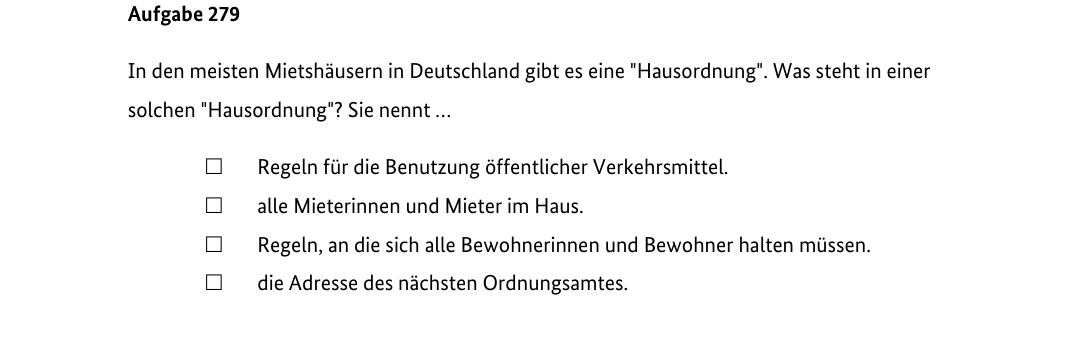 Aufgabe 279
In den meisten Mietshäusern in Deutschland gibt es eine "Hausordnung". Was steht in einer
solchen "Hausordnung"? Sie nennt …
☐ Regeln für die Benutzung öffentlicher Verkehrsmittel.
☐ alle Mieterinnen und Mieter im Haus.
☐ Regeln, an die sich alle Bewohnerinnen und Bewohner halten müssen.
☐ die Adresse des nächsten Ordnungsamtes.